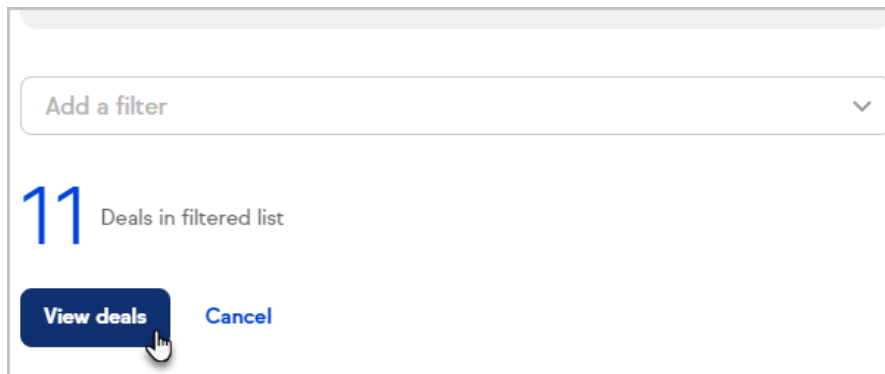 Add a filter
11 Deals in filtered list
View deals Cancel